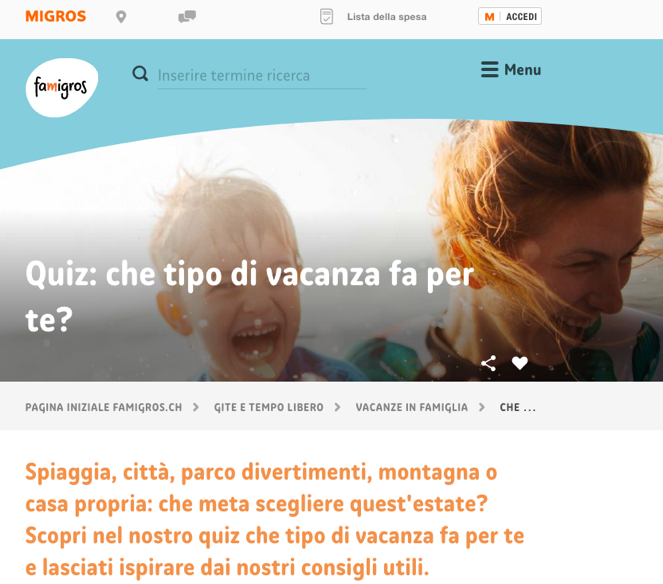 MIGROS
Lista della spesa
M ACCEDI
famigros
Inserire termine ricerca
Menu
Quiz: che tipo di vacanza fa per
te?
PAGINA INIZIALE FAMIGROS.CH > GITE E TEMPO LIBERO > VACANZE IN FAMIGLIA > CHE ...
Spiaggia, città, parco divertimenti, montagna o
casa propria: che meta scegliere quest'estate?
Scopri nel nostro quiz che tipo di vacanza fa per te
e lasciati ispirare dai nostri consigli utili.